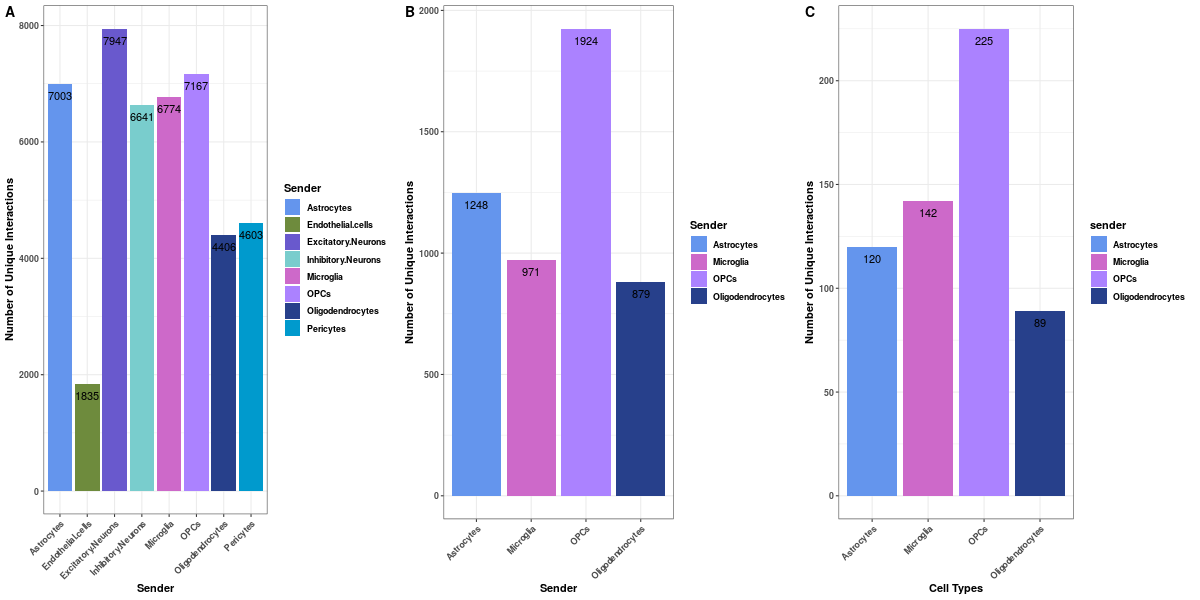 A
Number of Unique Interactions
8000
6000
4000
2000
0
7003
1835
7947
6641
6774
7167
4406
4603
Astrocytes
Endothelial.cells
Excitatory.Neurons
Inhibitory.Neurons
Microglia
OPCs
Oligodendrocytes
Pericytes
Sender
Sender
Astrocytes
Endothelial.cells
Excitatory.Neurons
Inhibitory.Neurons
Microglia
OPCs
Oligodendrocytes
Pericytes
B
Number of Unique Interactions
2000
1500
1000
500
0
1248
971
1924
879
Astrocytes
Microglia
OPCs
Oligodendrocytes
Sender
Sender
Astrocytes
Microglia
OPCs
Oligodendrocytes
C
Number of Unique Interactions
200
150
100
50
0
120
142
225
89
Astrocytes
Microglia
OPCs
Oligodendrocytes
Cell Types
sender
Astrocytes
Microglia
OPCs
Oligodendrocytes